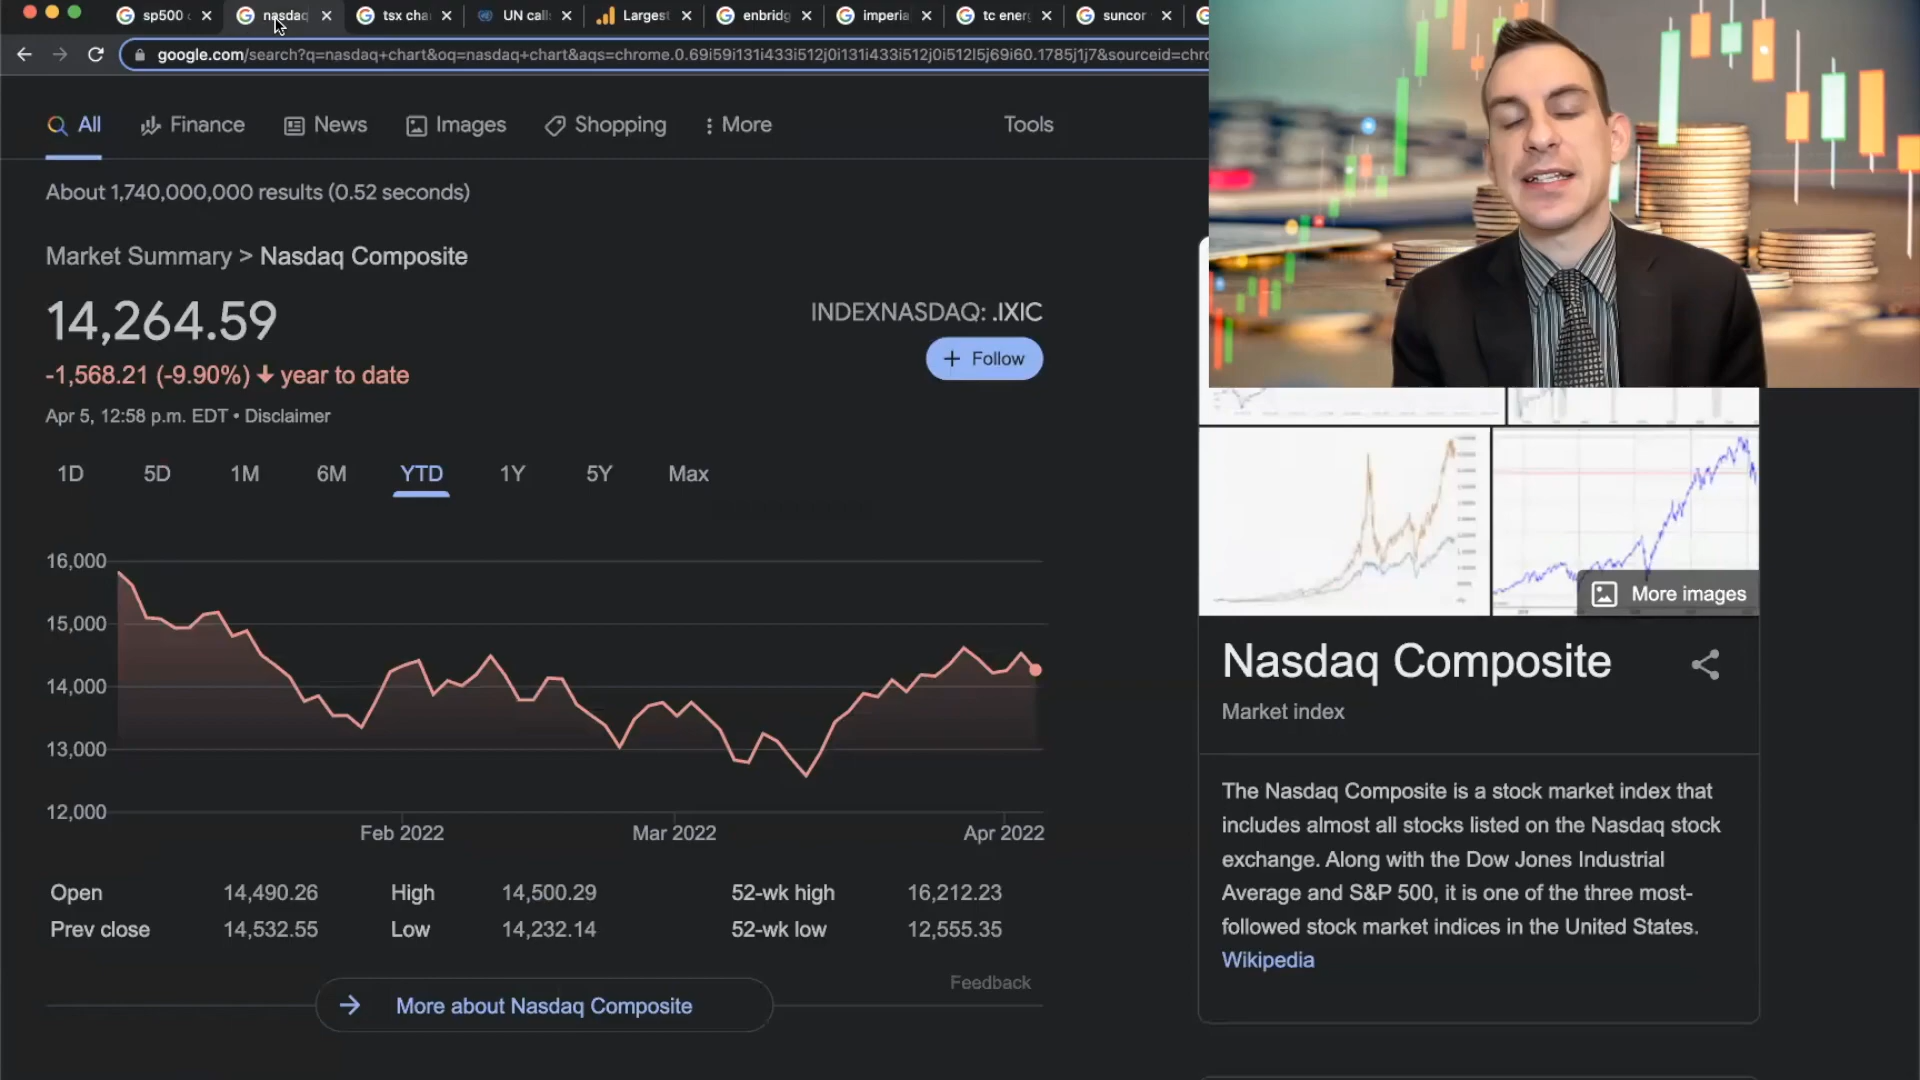 sp500
nasdaq
tsx cha
UN call
Largest
enbridg
imperia
tc ener
suncor
google.com/search?q=nasdaq+chart&oq=nasdaq+chart&aqs=chrome.0.69i59i131i433i512j0i131i433i512j0i512l5j69i60.1785j1j7&sourceid=chr
All
Finance
News
Images
Shopping
More
Tools
About 1,740,000,000 results (0.52 seconds)
Market Summary > Nasdaq Composite
14,264.59
INDEXNASDAQ: .IXIC
+ Follow
-1,568.21 (-9.90%) ↓ year to date
Apr 5, 12:58 p.m. EDT • Disclaimer
1D 5D 1M 6M YTD 1Y 5Y Max
16,000
15,000
14,000
13,000
12,000
Feb 2022 Mar 2022 Apr 2022
Open 14,490.26 High 14,500.29 52-wk high 16,212.23
Prev close 14,532.55 Low 14,232.14 52-wk low 12,555.35
Feedback
More about Nasdaq Composite
More images
Nasdaq Composite
Market index
The Nasdaq Composite is a stock market index that
includes almost all stocks listed on the Nasdaq stock
exchange. Along with the Dow Jones Industrial
Average and S&P 500, it is one of the three most-
followed stock market indices in the United States.
Wikipedia